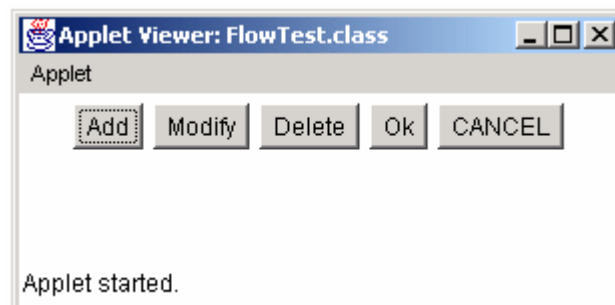 Applet Viewer: FlowTest.class
Applet
Add Modify Delete Ok CANCEL
Applet started.